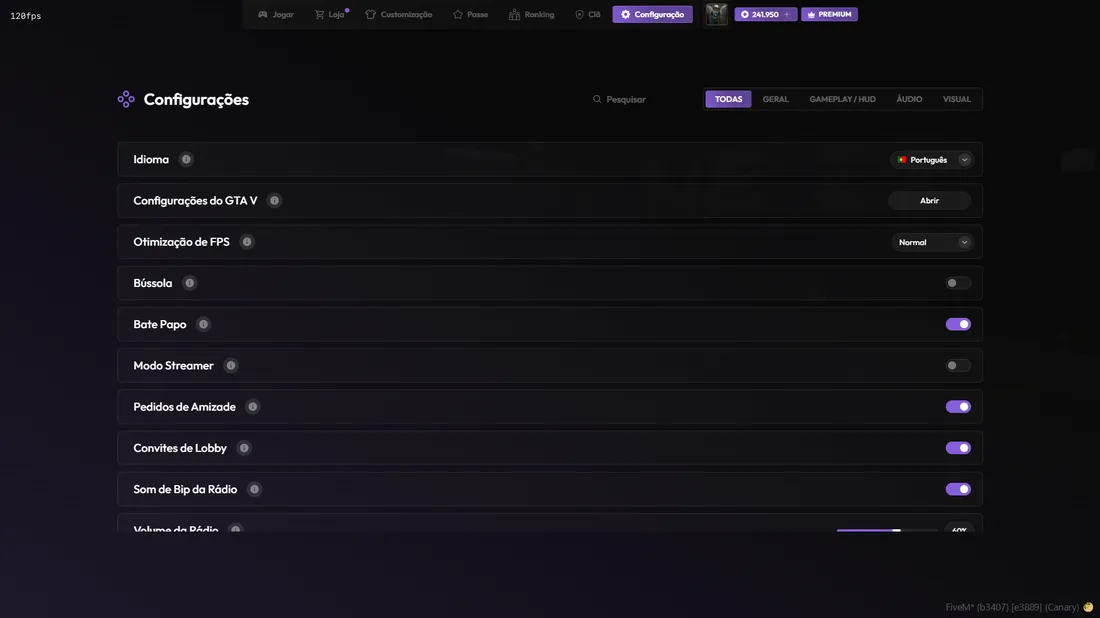 120fps
Jogar Loja Customização Passe Ranking Clã Configuração 241.950 + PREMIUM
Configurações Pesquisar TODAS GERAL GAMEPLAY / HUD ÁUDIO VISUAL
Idioma Português
Configurações do GTA V Abrir
Otimização de FPS Normal
Bússola
Bate Papo
Modo Streamer
Pedidos de Amizade
Convites de Lobby
Som de Bip da Rádio
Volume da Rádio 60%
FiveM* (b3407) [e3889] (Canary)